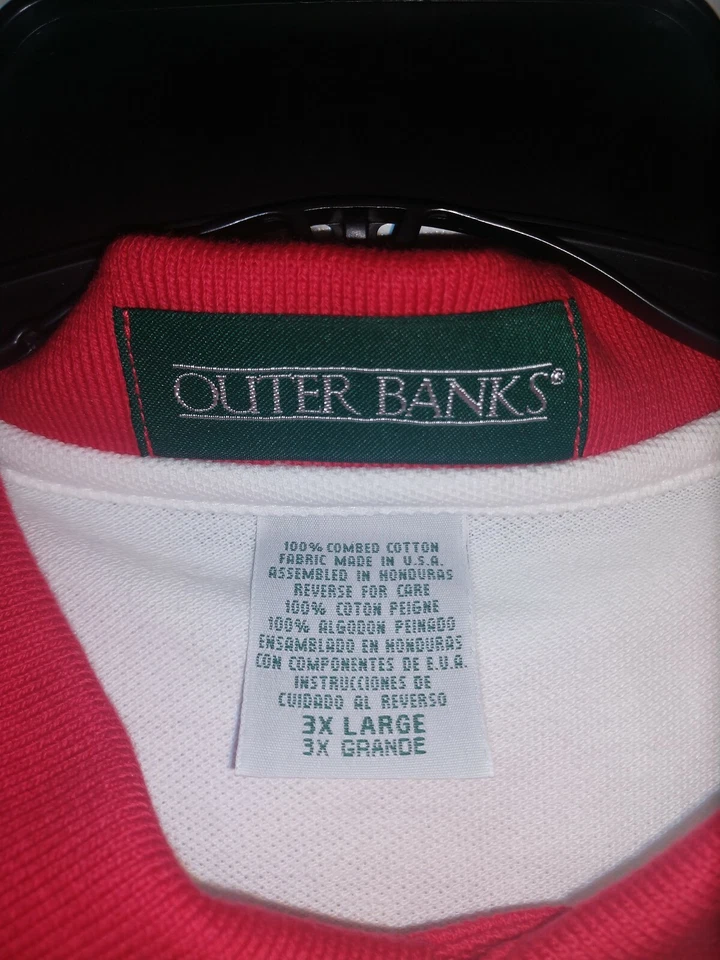 OUTER BANKS®
100% COMBED COTTON
FABRIC MADE IN U.S.A.
ASSEMBLED IN HONDURAS
REVERSE FOR CARE
100% COTON PEIGNE
100% ALGODON PEINADO
ENSAMBLADO EN HONDURAS
CON COMPONENTES DE E.U.A.
INSTRUCCIONES DE
CUIDADO AL REVERSO
3X LARGE
3X GRANDE